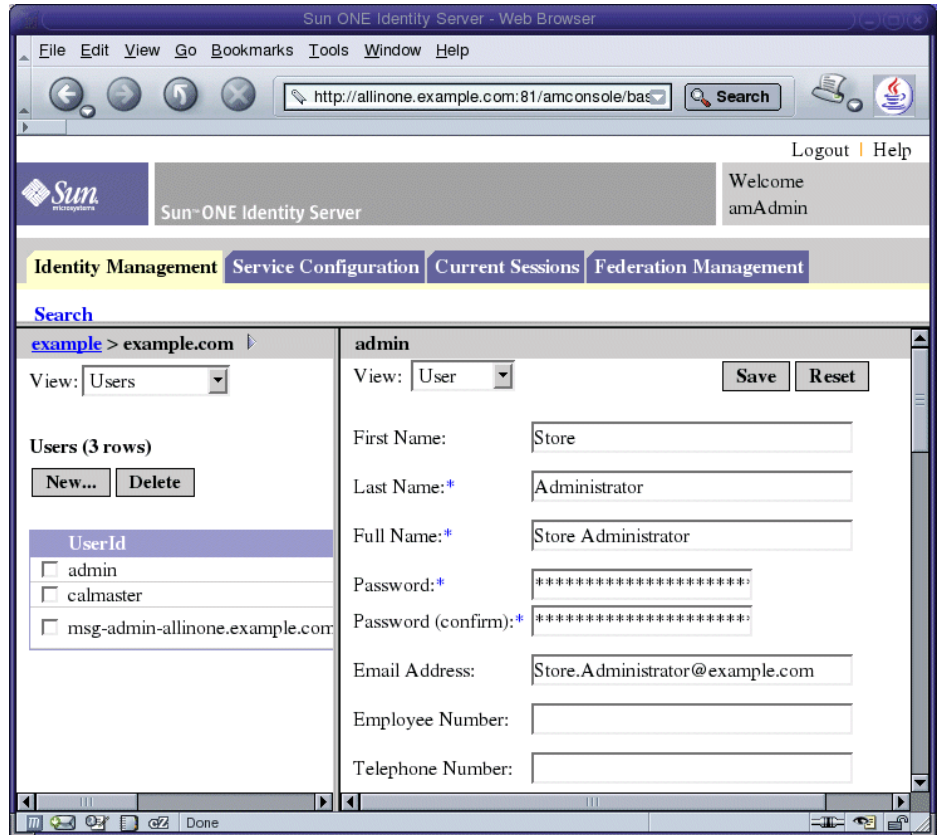 Sun ONE Identity Server - Web Browser
File Edit View Go Bookmarks Tools Window Help
http://allinone.example.com:81/amconsole/bas
Search
Logout | Help
Sun
microsystems
Sun ONE Identity Server
Welcome
amAdmin
Identity Management
Service Configuration
Current Sessions
Federation Management
Search
example > example.com
View: Users
Users (3 rows)
New... Delete
UserId
admin
calmaster
msg-admin-allinone.example.com
admin
View: User
Save Reset
First Name: Store
Last Name:* Administrator
Full Name:* Store Administrator
Password:* *********************
Password (confirm):* *********************
Email Address: Store.Administrator@example.com
Employee Number:
Telephone Number:
Done